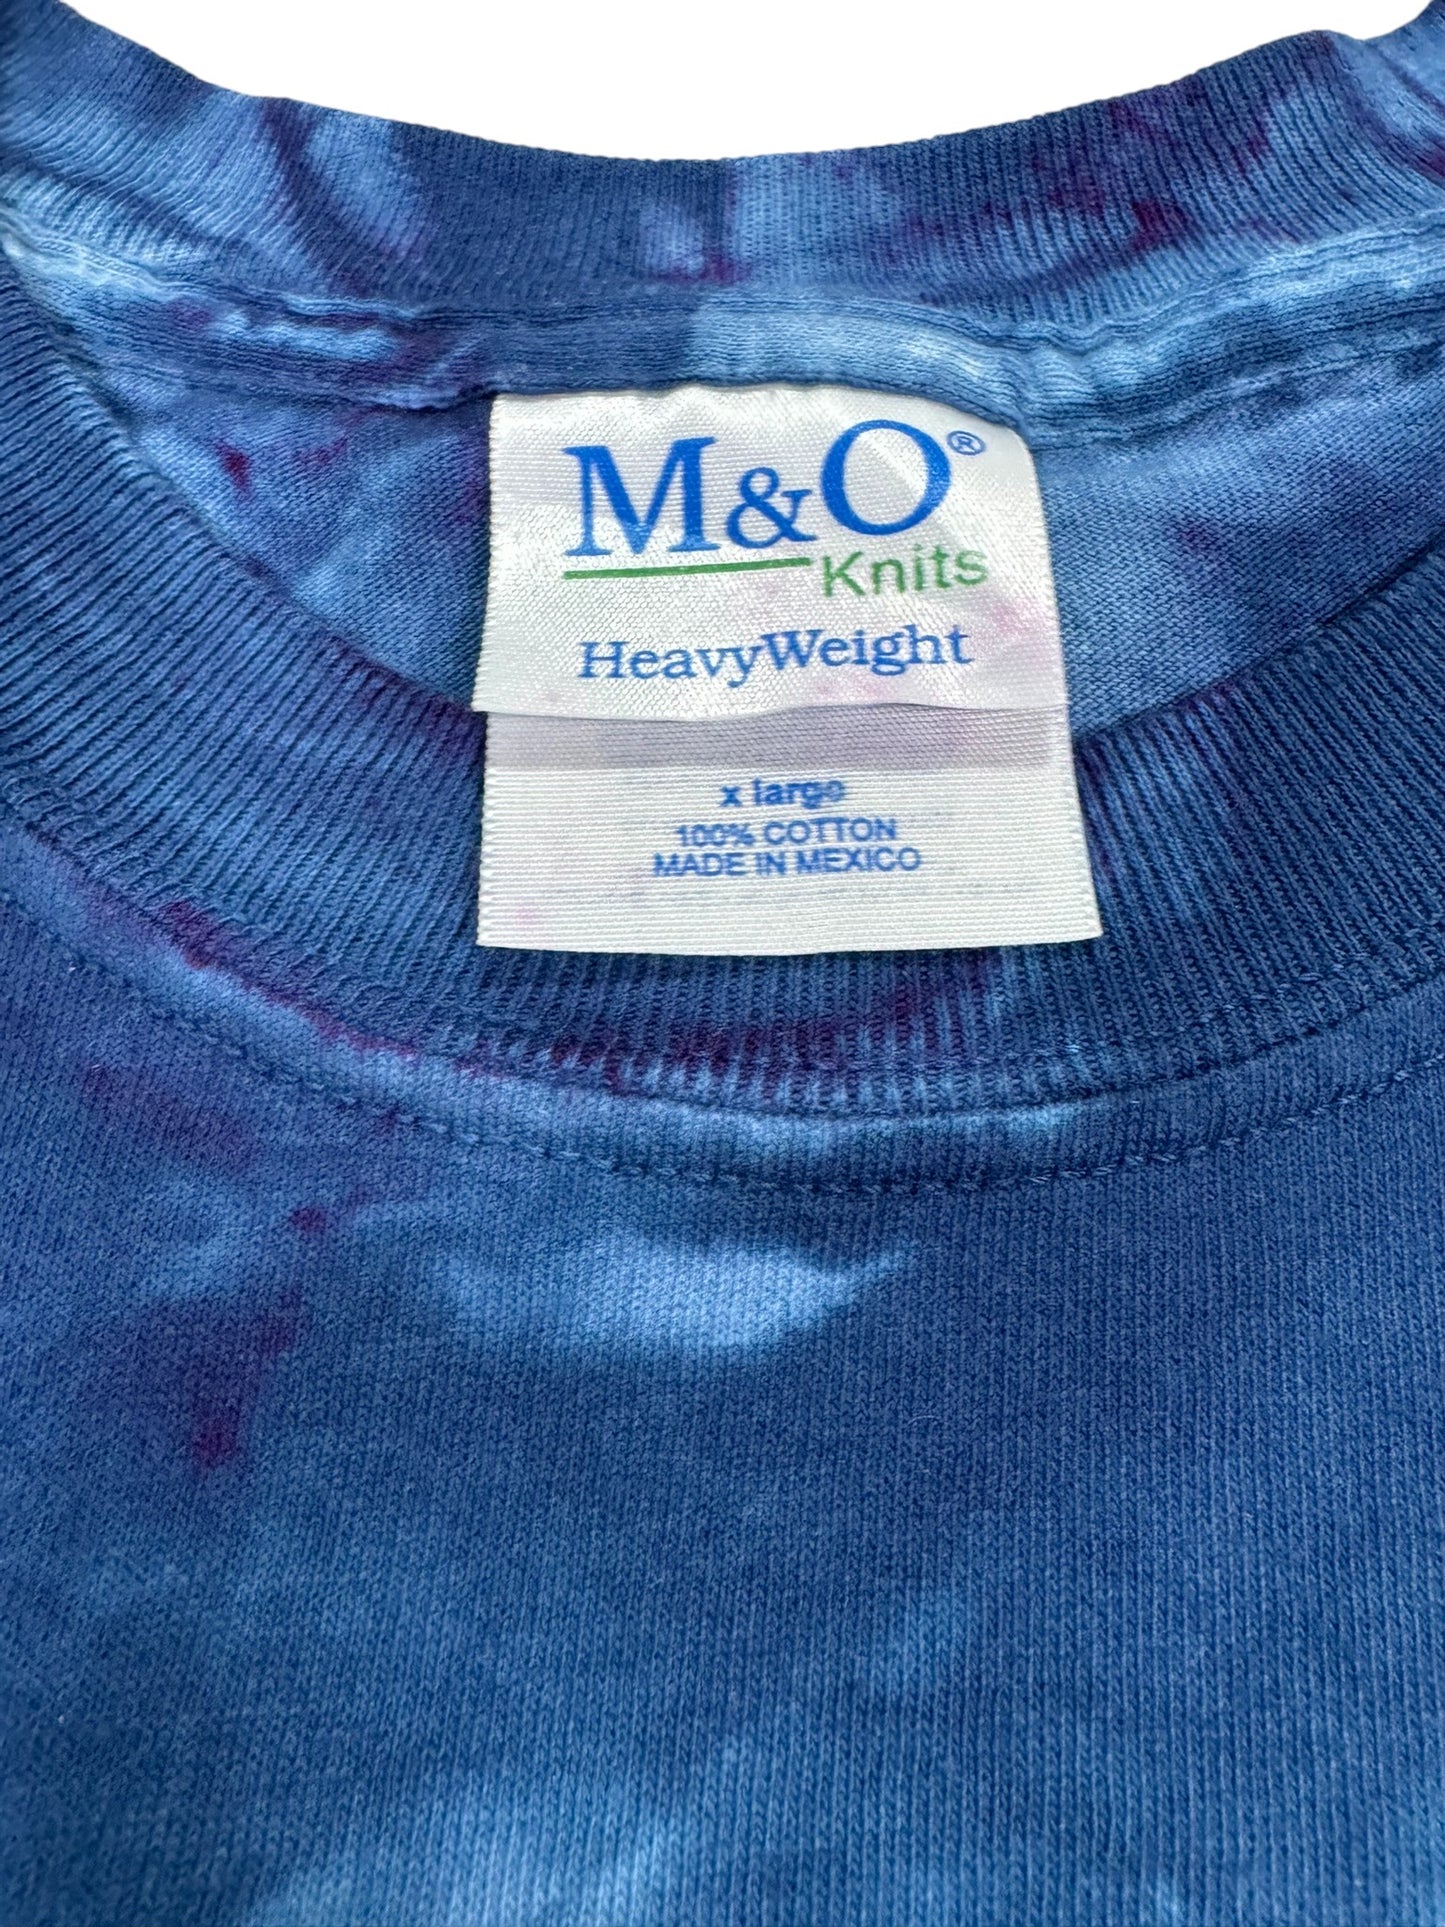 M&O®
Knits
HeavyWeight
x large
100% COTTON
MADE IN MEXICO